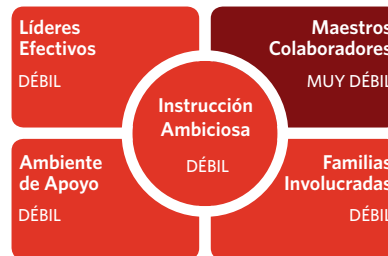 Líderes
Efectivos
DÉBIL
Maestros
Colaboradores
MUY DÉBIL
Instrucción
Ambiciosa
DÉBIL
Ambiente
de Apoyo
DÉBIL
Familias
Involucradas
DÉBIL